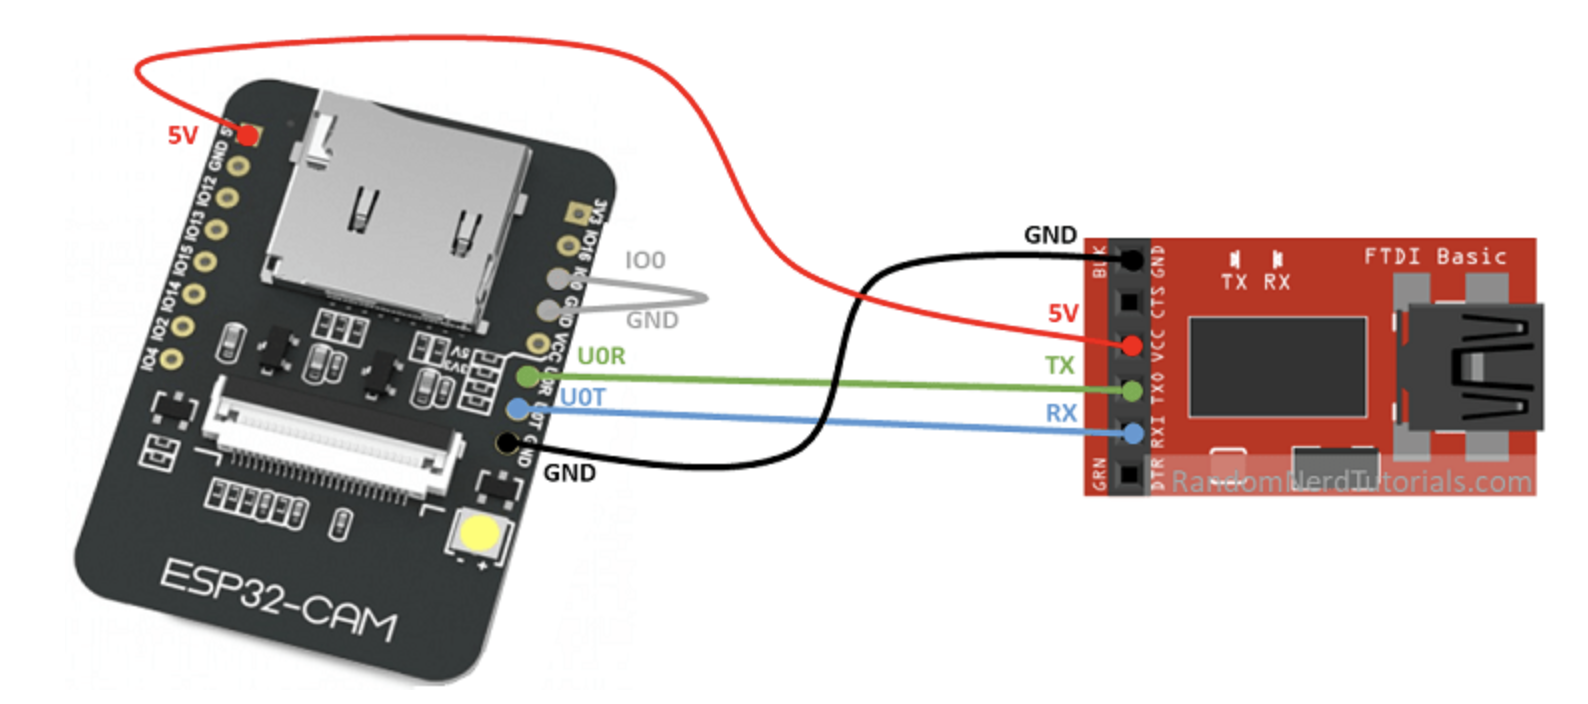 5V
5
GND
IO12
IO13
IO15
IO14
IO2
IO4
3V3
IO16
GND
VCC
U0R
U0T
GND
5V
3V3
IO0
GND
U0R
U0T
GND
ESP32-CAM
- +
GND
5V
TX
RX
BLK
GRN
GND
CTS
VCC
TXO
RXI
DTR
TX RX
FTDI Basic
RandomNerdTutorials.com